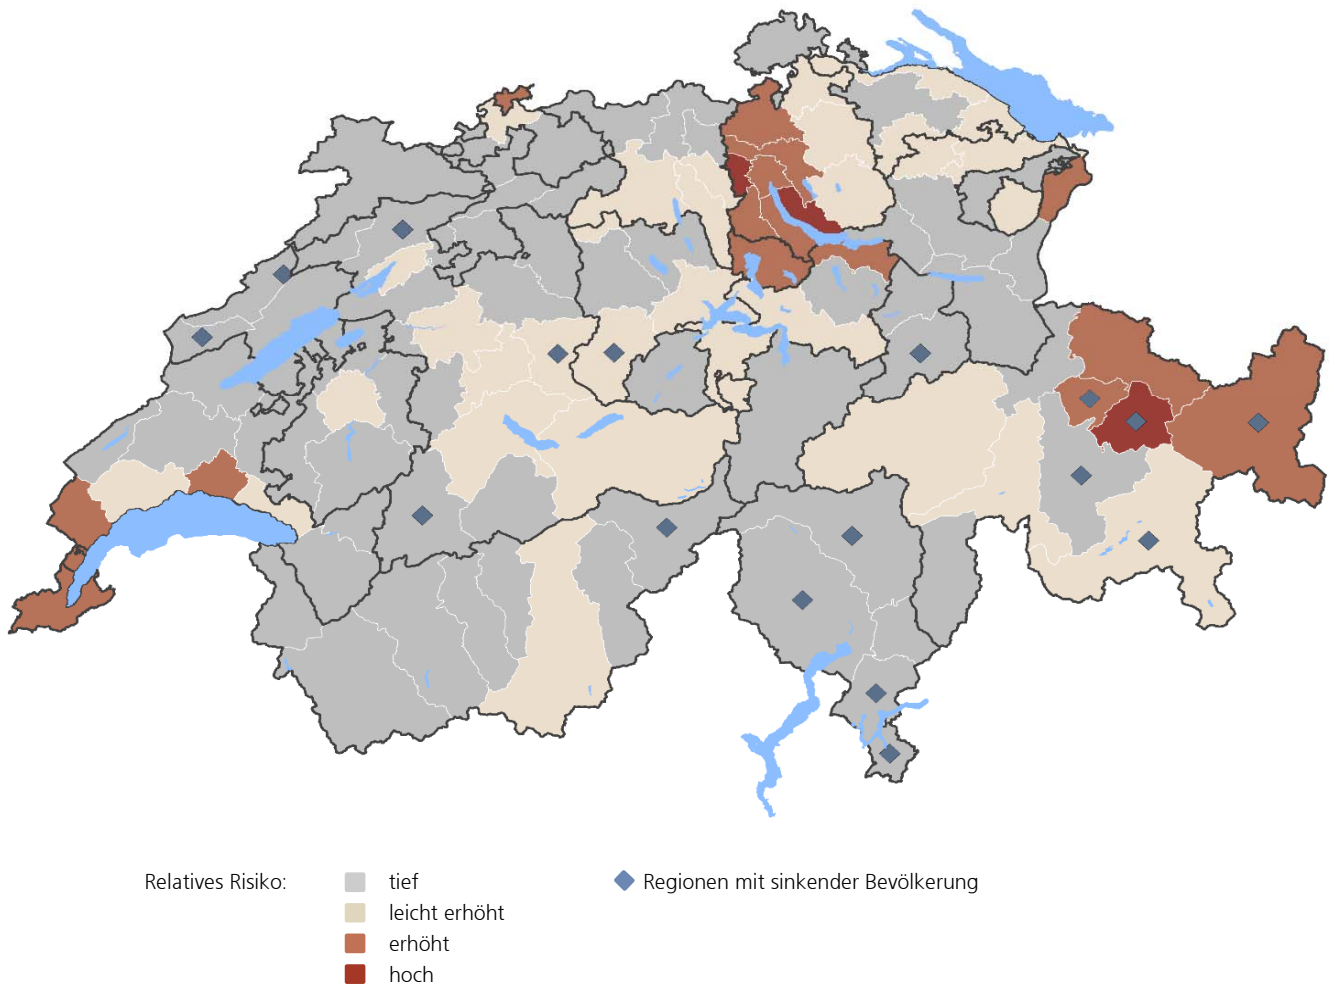 Relatives Risiko: tief Regionen mit sinkender Bevölkerung
leicht erhöht
erhöht
hoch